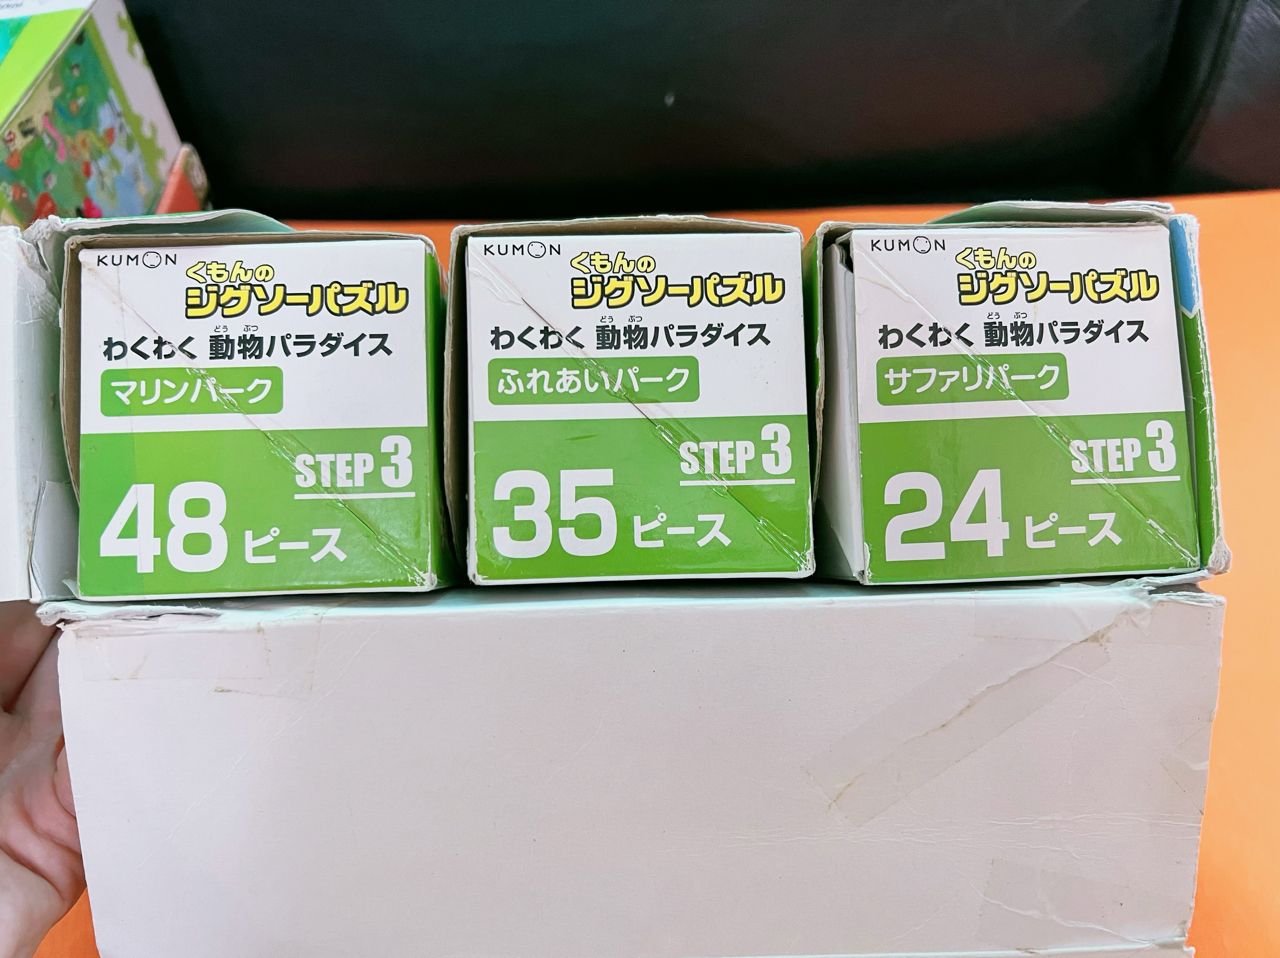 KUMON
くもんの
ジグソーパズル
わくわく 動物パラダイス
どう ぶつ
マリンパーク
STEP 3
48ピース
KUMON
くもんの
ジグソーパズル
わくわく 動物パラダイス
どう ぶつ
ふれあいパーク
STEP 3
35ピース
KUMON
くもんの
ジグソーパズル
わくわく 動物パラダイス
どう ぶつ
サファリパーク
STEP 3
24ピース